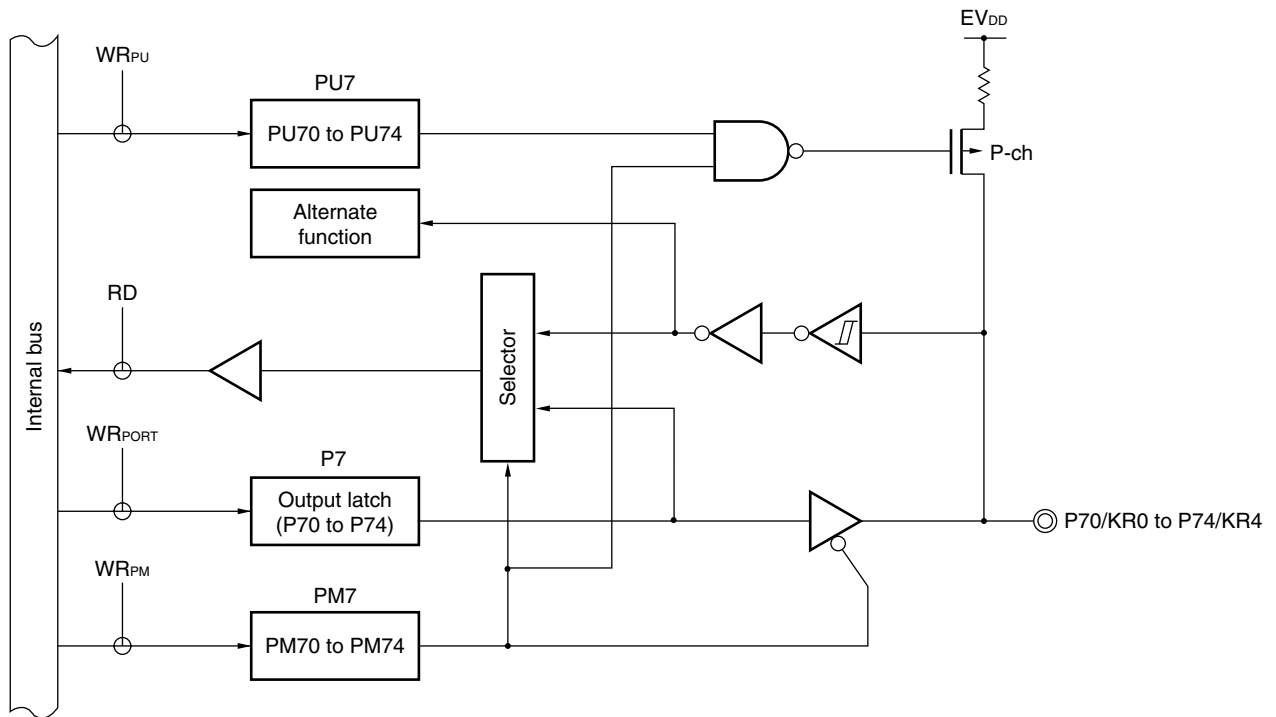 EVDD
WRPU
PU7
PU70 to PU74
P-ch
Alternate
function
RD
Internal bus
Selector
WRPORT
P7
Output latch
(P70 to P74)
P70/KR0 to P74/KR4
WRPM
PM7
PM70 to PM74